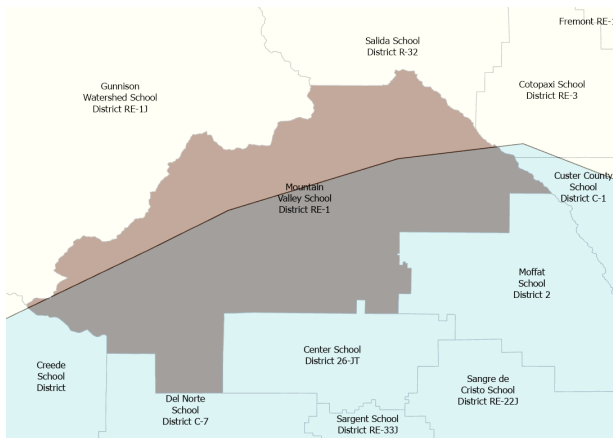 Fremont RE-1
Salida School
District R-32
Gunnison
Watershed School
District RE-1J
Cotopaxi School
District RE-3
Mountain
Valley School
District RE-1
Custer County
School
District C-1
Moffat
School
District 2
Creede
School
District
Center School
District 26-JT
Sangre de
Cristo School
District RE-22J
Del Norte
School
District C-7
Sargent School
District RE-33J